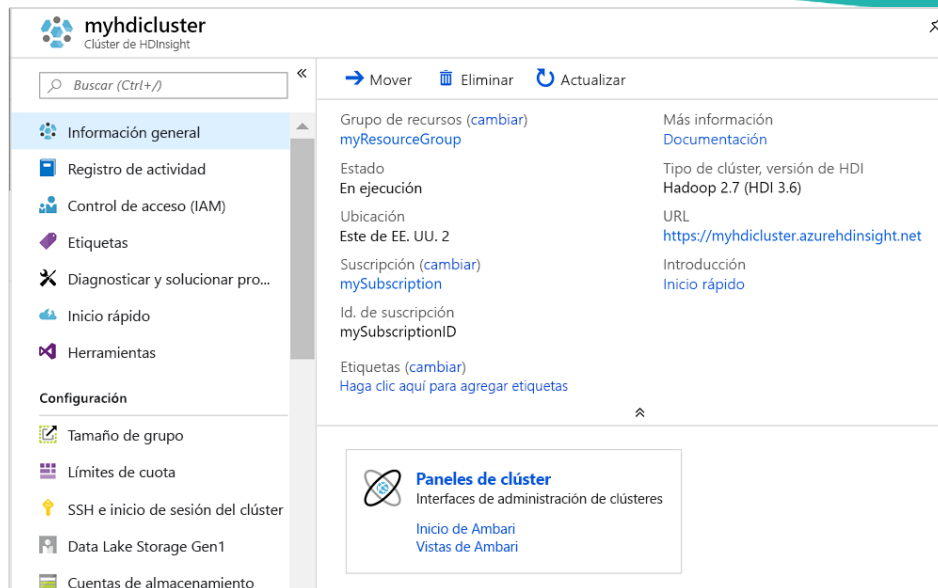 myhdicluster
Clúster de HDInsight
Buscar (Ctrl+/)
«
Información general
Registro de actividad
Control de acceso (IAM)
Etiquetas
Diagnosticar y solucionar pro...
Inicio rápido
Herramientas
Configuración
Tamaño de grupo
Límites de cuota
SSH e inicio de sesión del clúster
Data Lake Storage Gen1
Cuentas de almacenamiento
Mover Eliminar Actualizar
Grupo de recursos (cambiar)
myResourceGroup
Estado
En ejecución
Ubicación
Este de EE. UU. 2
Suscripción (cambiar)
mySubscription
Id. de suscripción
mySubscriptionID
Etiquetas (cambiar)
Haga clic aquí para agregar etiquetas
Más información
Documentación
Tipo de clúster, versión de HDI
Hadoop 2.7 (HDI 3.6)
URL
https://myhdicluster.azurehdinsight.net
Introducción
Inicio rápido
Paneles de clúster
Interfaces de administración de clústeres
Inicio de Ambari
Vistas de Ambari